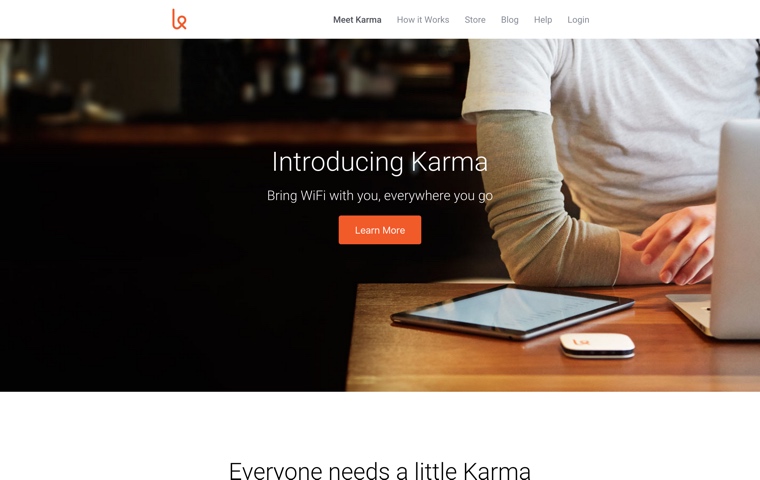 Meet Karma
How it Works
Store
Blog
Help
Login
Introducing Karma
Bring WiFi with you, everywhere you go
Learn More
Everyone needs a little Karma